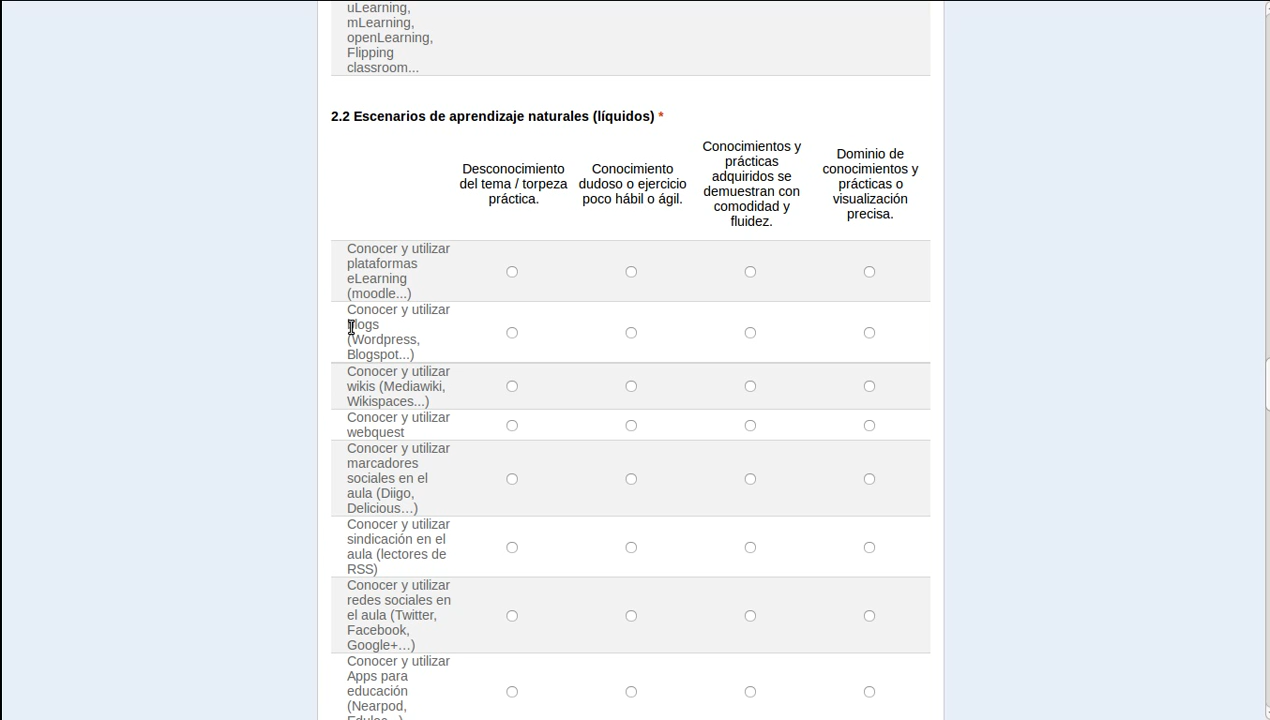 uLearning,
mLearning,
openLearning,
Flipping
classroom...
2.2 Escenarios de aprendizaje naturales (líquidos) *
Desconocimiento
del tema / torpeza
práctica.
Conocimiento
dudoso o ejercicio
poco hábil o ágil.
Conocimientos y
prácticas
adquiridos se
demuestran con
comodidad y
fluidez.
Dominio de
conocimientos y
prácticas o
visualización
precisa.
Conocer y utilizar
plataformas
eLearning
(moodle...)
Conocer y utilizar
blogs
(Wordpress,
Blogspot...)
Conocer y utilizar
wikis (Mediawiki,
Wikispaces...)
Conocer y utilizar
webquest
Conocer y utilizar
marcadores
sociales en el
aula (Diigo,
Delicious…)
Conocer y utilizar
sindicación en el
aula (lectores de
RSS)
Conocer y utilizar
redes sociales en
el aula (Twitter,
Facebook,
Google+…)
Conocer y utilizar
Apps para
educación
(Nearpod,